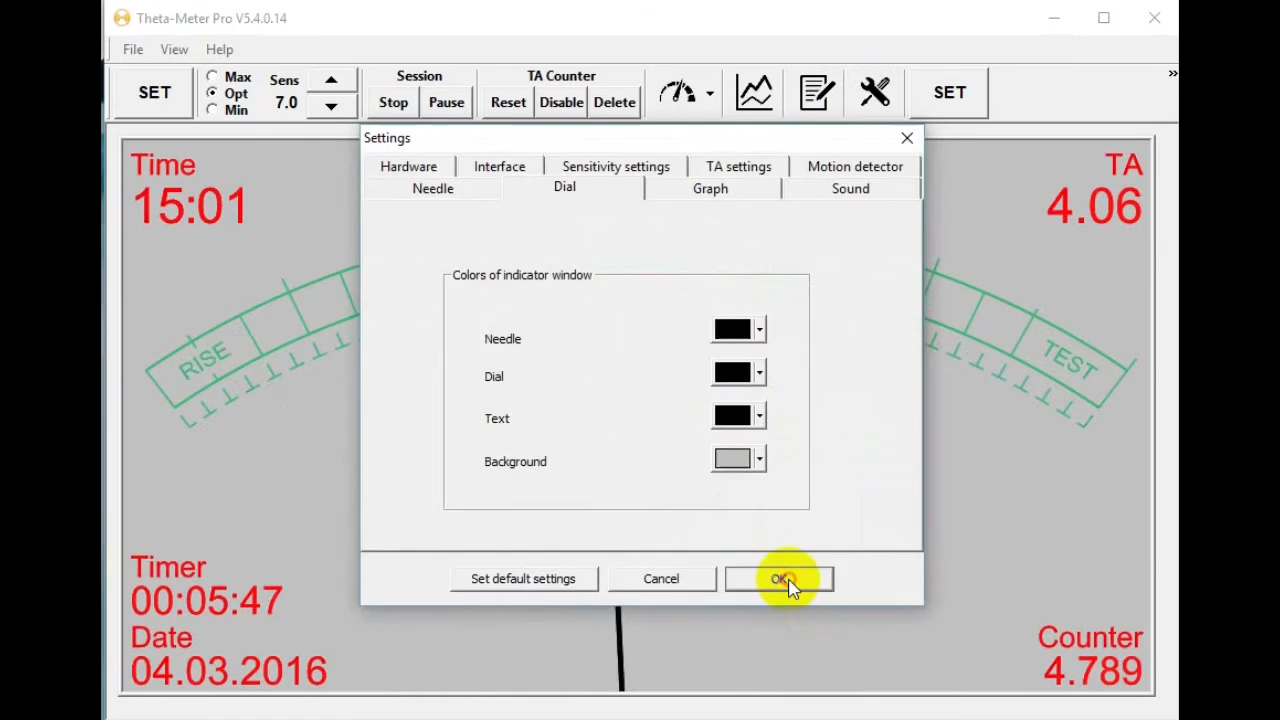 Theta-Meter Pro V5.4.0.14
File View Help
SET
Max
Opt
Min
Sens
7.0
Session
Stop Pause
TA Counter
Reset Disable Delete
SET
»
Settings
Hardware Interface Sensitivity settings TA settings Motion detector
Needle Dial Graph Sound
Colors of indicator window
Needle
Dial
Text
Background
Set default settings Cancel OK
Time
15:01
TA
4.06
RISE
TEST
Timer
00:05:47
Date
04.03.2016
Counter
4.789